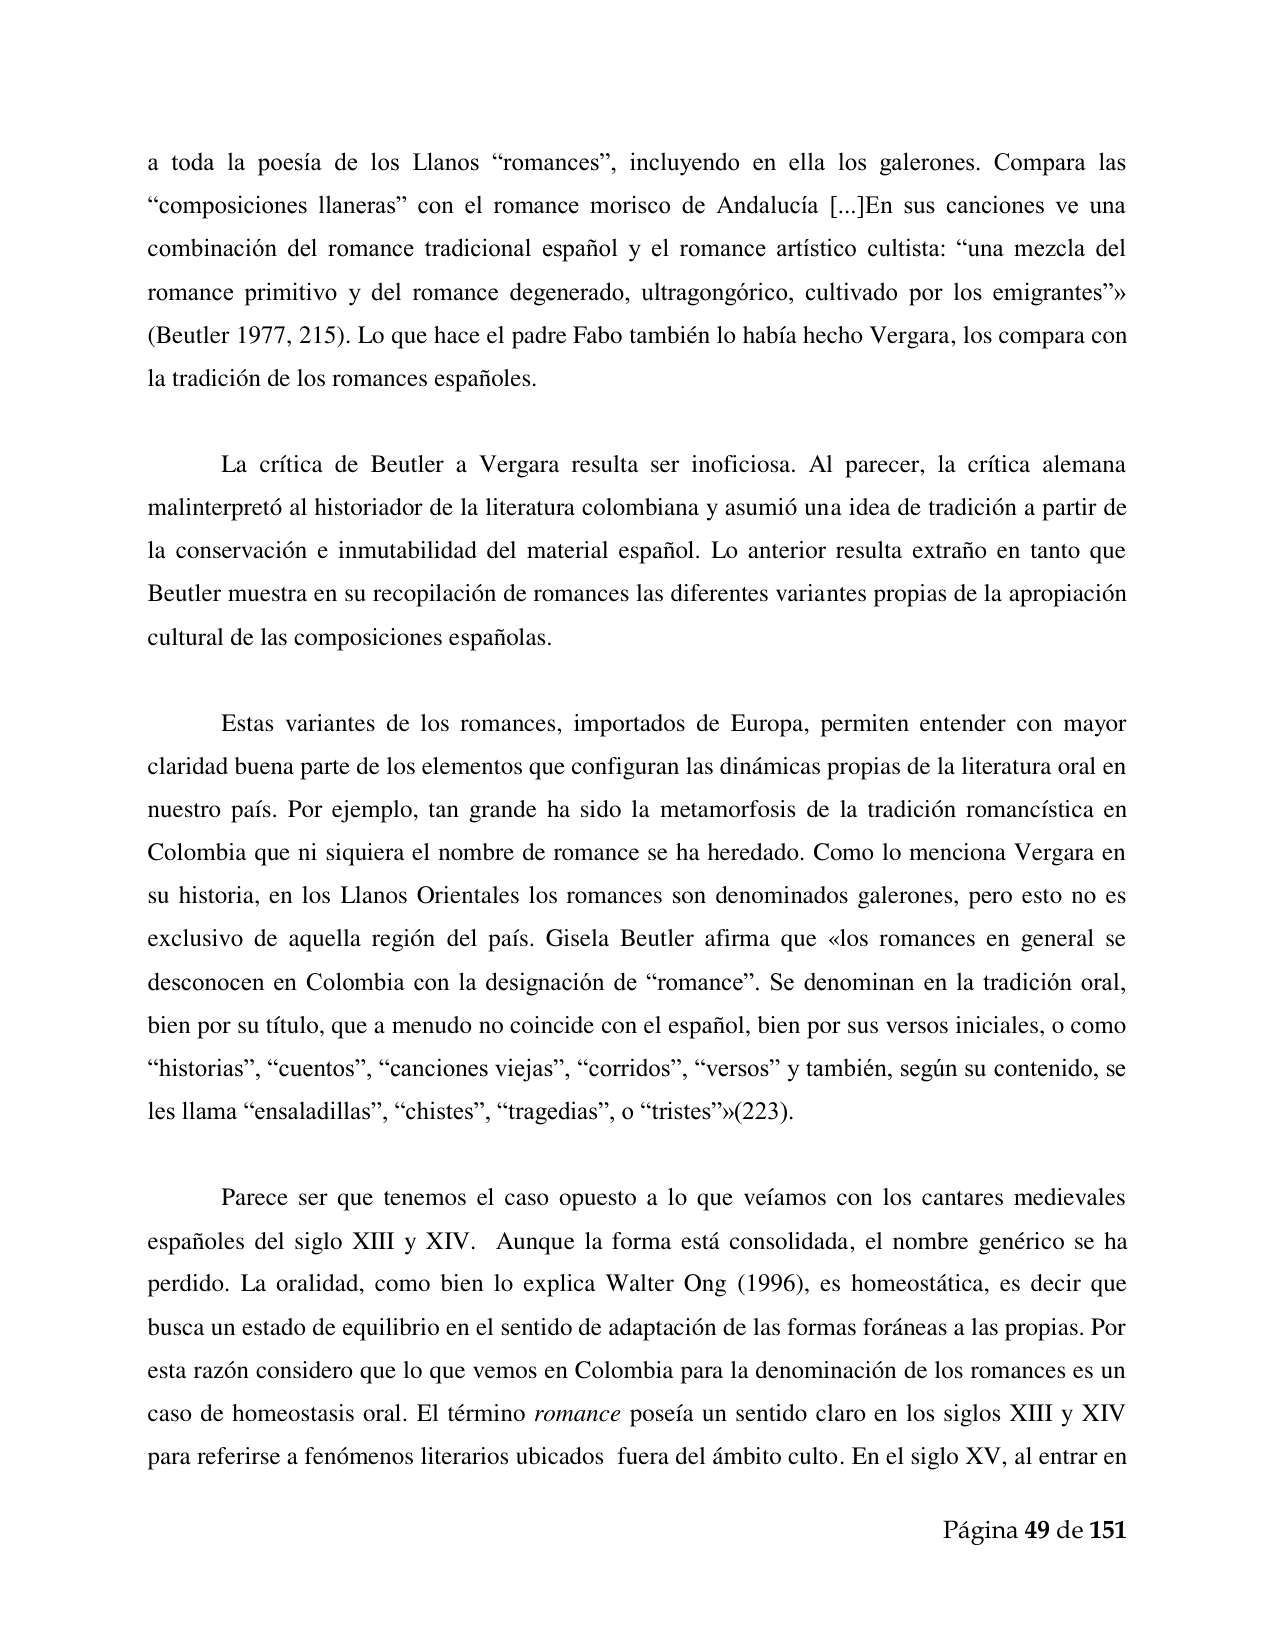 a toda la poesía de los Llanos “romances”, incluyendo en ella los galerones. Compara las
“composiciones llaneras” con el romance morisco de Andalucía [...]En sus canciones ve una
combinación del romance tradicional español y el romance artístico cultista: “una mezcla del
romance primitivo y del romance degenerado, ultragongórico, cultivado por los emigrantes”»
(Beutler 1977, 215). Lo que hace el padre Fabo también lo había hecho Vergara, los compara con
la tradición de los romances españoles.
La crítica de Beutler a Vergara resulta ser inoficiosa. Al parecer, la crítica alemana
malinterpretó al historiador de la literatura colombiana y asumió una idea de tradición a partir de
la conservación e inmutabilidad del material español. Lo anterior resulta extraño en tanto que
Beutler muestra en su recopilación de romances las diferentes variantes propias de la apropiación
cultural de las composiciones españolas.
Estas variantes de los romances, importados de Europa, permiten entender con mayor
claridad buena parte de los elementos que configuran las dinámicas propias de la literatura oral en
nuestro país. Por ejemplo, tan grande ha sido la metamorfosis de la tradición romancística en
Colombia que ni siquiera el nombre de romance se ha heredado. Como lo menciona Vergara en
su historia, en los Llanos Orientales los romances son denominados galerones, pero esto no es
exclusivo de aquella región del país. Gisela Beutler afirma que «los romances en general se
desconocen en Colombia con la designación de “romance”. Se denominan en la tradición oral,
bien por su título, que a menudo no coincide con el español, bien por sus versos iniciales, o como
“historias”, “cuentos”, “canciones viejas”, “corridos”, “versos” y también, según su contenido, se
les llama “ensaladillas”, “chistes”, “tragedias”, o “tristes”»(223).
Parece ser que tenemos el caso opuesto a lo que veíamos con los cantares medievales
españoles del siglo XIII y XIV.  Aunque la forma está consolidada, el nombre genérico se ha
perdido. La oralidad, como bien lo explica Walter Ong (1996), es homeostática, es decir que
busca un estado de equilibrio en el sentido de adaptación de las formas foráneas a las propias. Por
esta razón considero que lo que vemos en Colombia para la denominación de los romances es un
caso de homeostasis oral. El término romance poseía un sentido claro en los siglos XIII y XIV
para referirse a fenómenos literarios ubicados  fuera del ámbito culto. En el siglo XV, al entrar en
Página 49 de 151